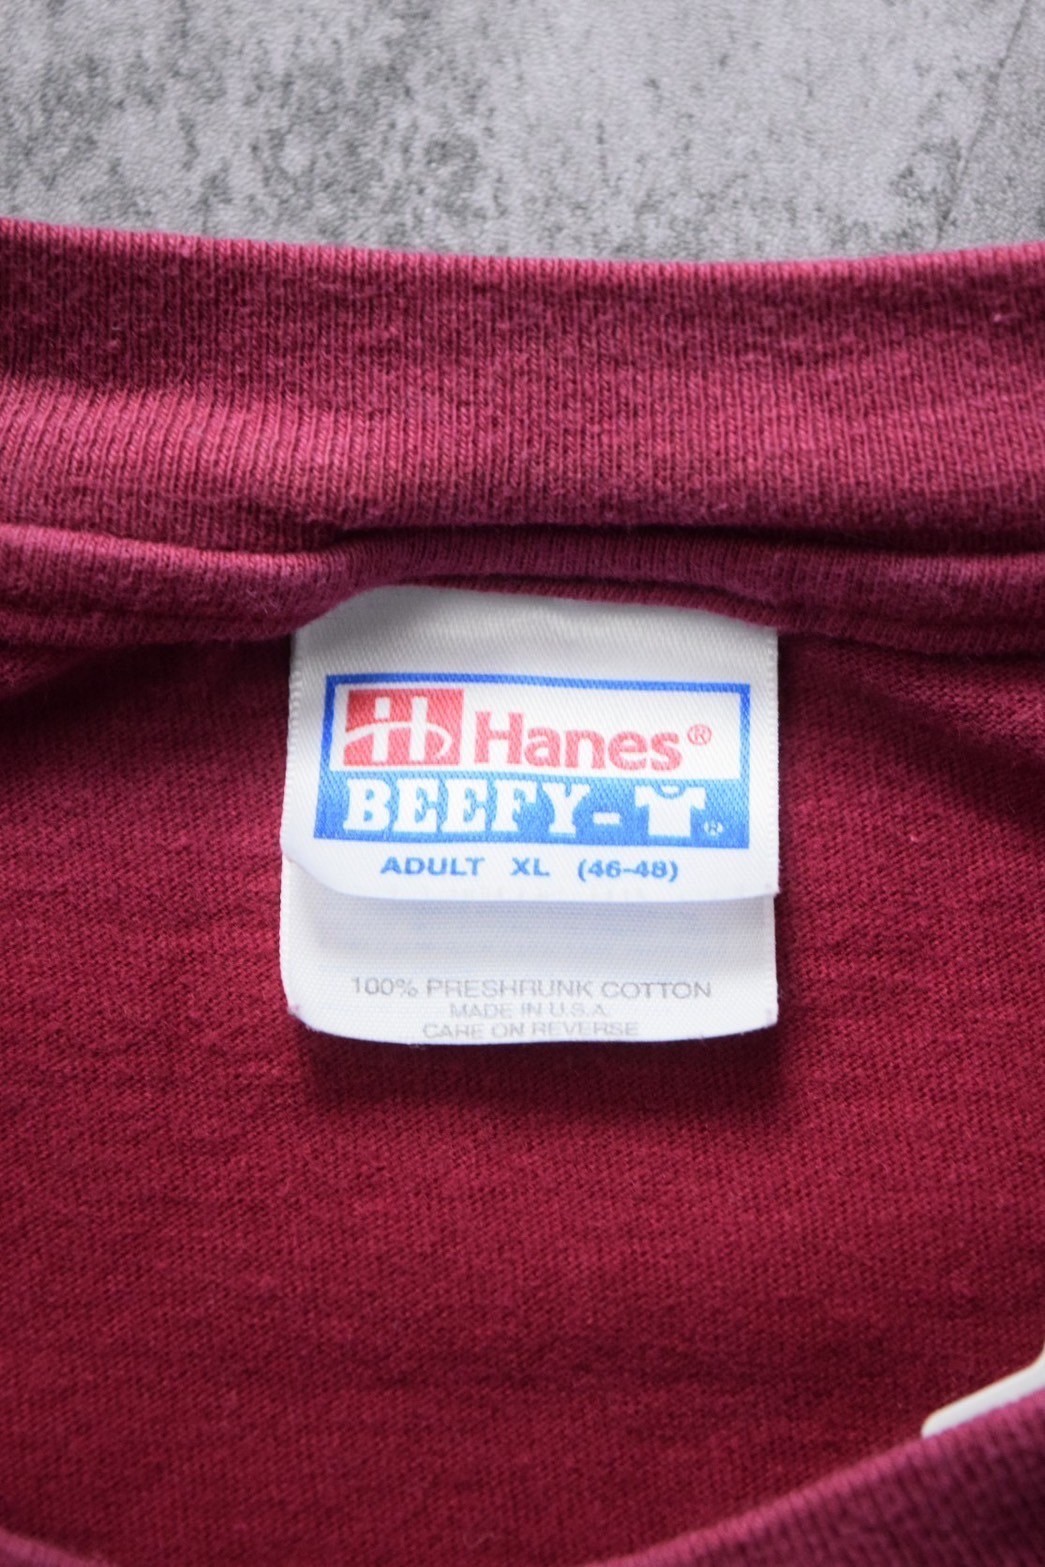 Hanes®
BEEFY-T®
ADULT XL (46-48)
100% PRESHRUNK COTTON
MADE IN U.S.A.
CARE ON REVERSE